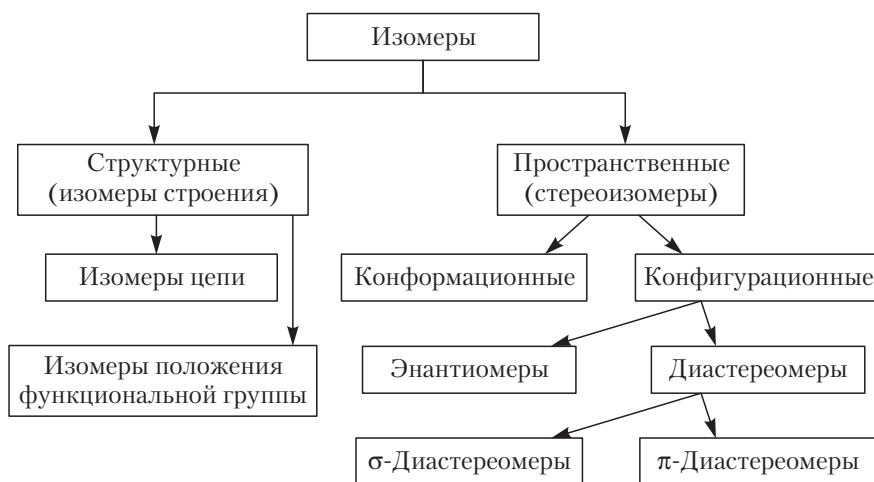 Изомеры
Структурные
(изомеры строения)
Пространственные
(стереоизомеры)
Изомеры цепи
Конформационные
Конфигурационные
Изомеры положения
функциональной группы
Энантиомеры
Диастереомеры
σ-Диастереомеры
π-Диастереомеры